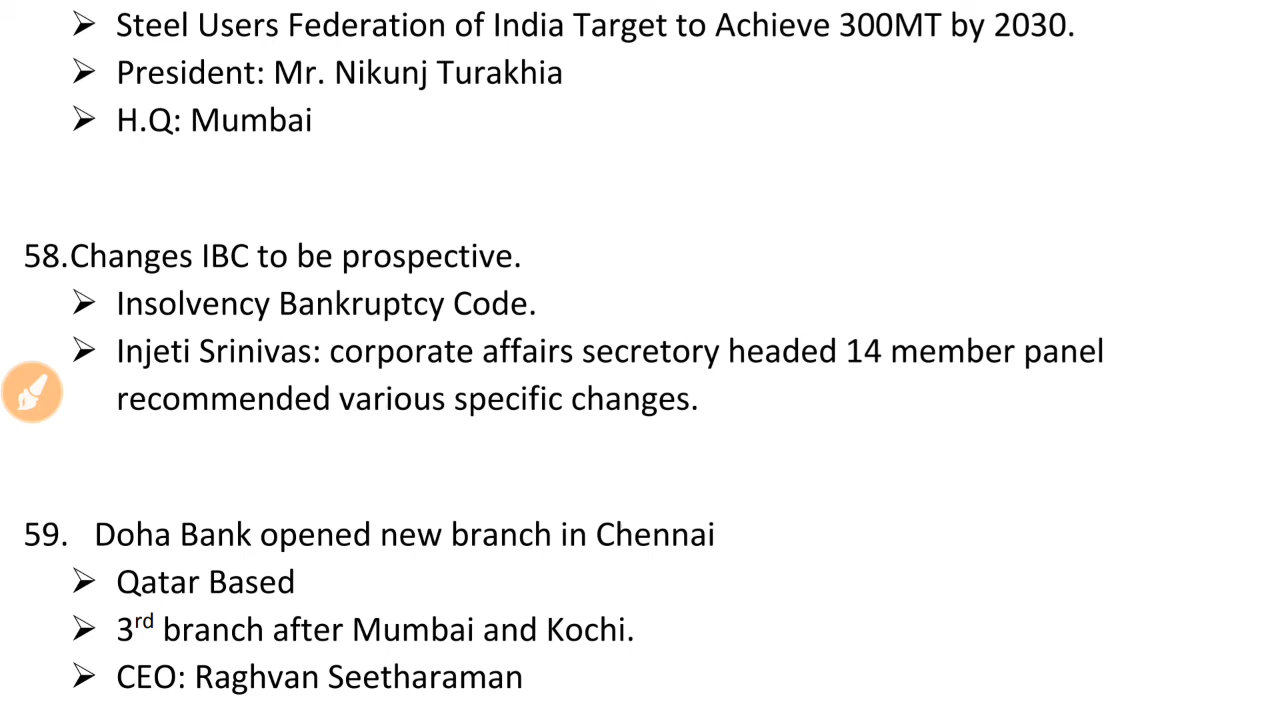 ➢ Steel Users Federation of India Target to Achieve 300MT by 2030.
➢ President: Mr. Nikunj Turakhia
➢ H.Q: Mumbai
58.Changes IBC to be prospective.
➢ Insolvency Bankruptcy Code.
➢ Injeti Srinivas: corporate affairs secretory headed 14 member panel
recommended various specific changes.
59. Doha Bank opened new branch in Chennai
➢ Qatar Based
➢ 3rd branch after Mumbai and Kochi.
➢ CEO: Raghvan Seetharaman